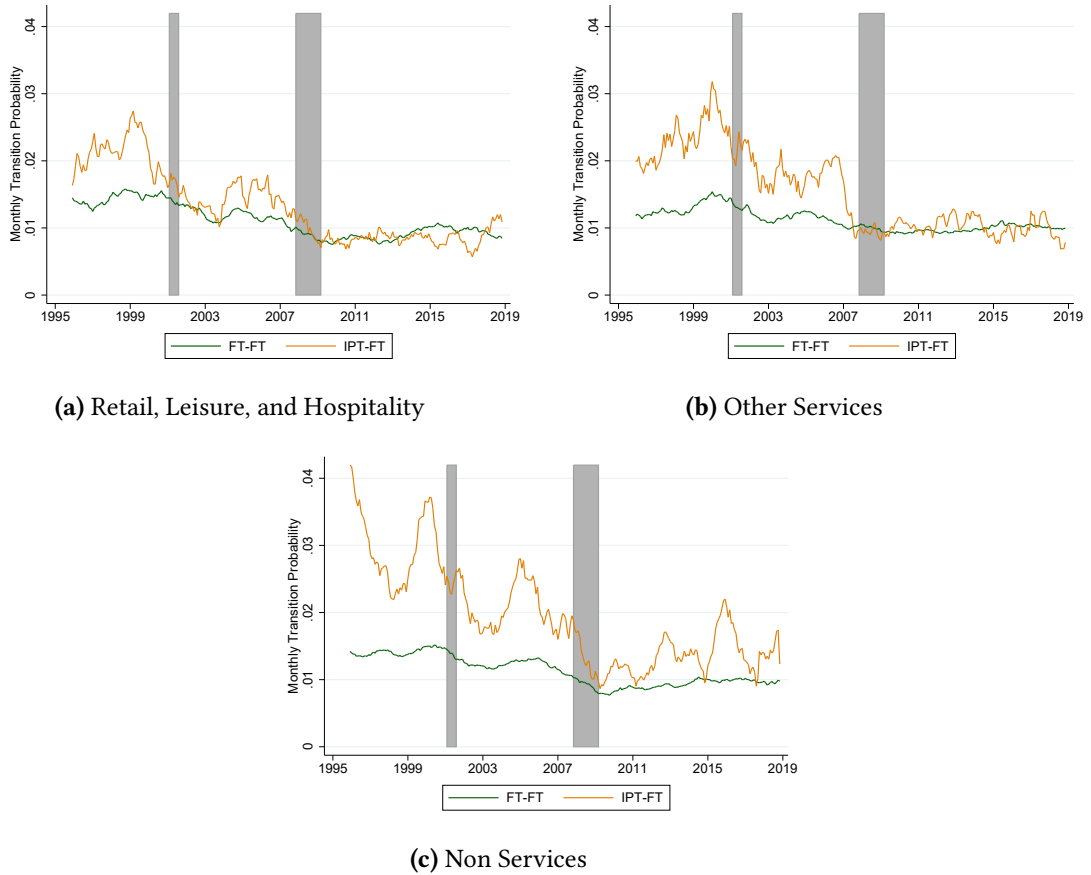 Monthly Transition Probability
.04
.03
.02
.01
0
1995 1999 2003 2007 2011 2015 2019
FT-FT IPT-FT
(a) Retail, Leisure, and Hospitality
Monthly Transition Probability
.04
.03
.02
.01
0
1995 1999 2003 2007 2011 2015 2019
FT-FT IPT-FT
(b) Other Services
Monthly Transition Probability
.04
.03
.02
.01
0
1995 1999 2003 2007 2011 2015 2019
FT-FT IPT-FT
(c) Non Services